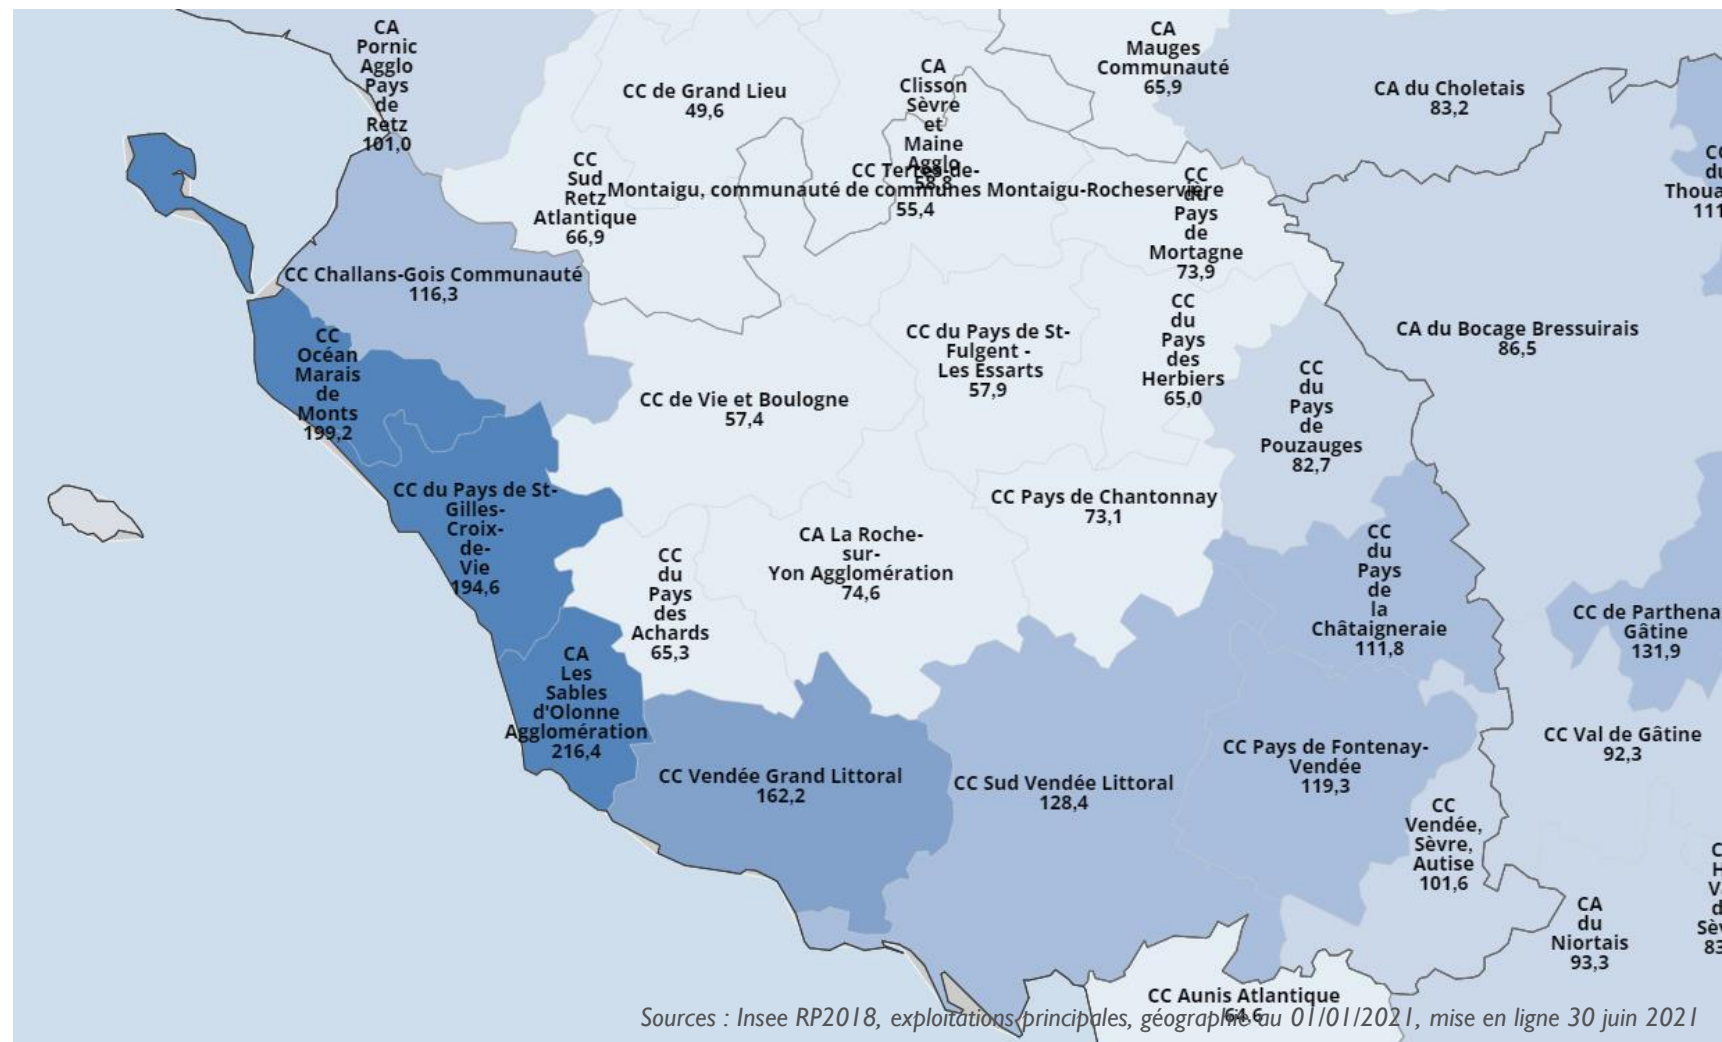 CA
Pornic
Agglo
Pays
de
Retz
101,0
CC de Grand Lieu
49,6
CA
Clisson
Sèvre
et
Maine
Agglo
58,8
CA
Mauges
Communauté
65,9
CA du Choletais
83,2
CC
Sud
Retz
Atlantique
66,9
CC Terres-de-
Montaigu, communauté de communes Montaigu-Rocheservière
55,4
CC
du
Pays
de
Mortagne
73,9
CC Challans-Gois Communauté
116,3
CC
Océan
Marais
de
Monts
199,2
CC du Pays de St-
Fulgent -
Les Essarts
57,9
CC
du
Pays
des
Herbiers
65,0
CA du Bocage Bressuirais
86,5
CC de Vie et Boulogne
57,4
CC
du
Pays
de
Pouzauges
82,7
CC du Pays de St-
Gilles-
Croix-
de-
Vie
194,6
CC Pays de Chantonnay
73,1
CA La Roche-
sur-
Yon Agglomération
74,6
CC
du
Pays
des
Achards
65,3
CC
du
Pays
de
la
Châtaigneraie
111,8
CC de Parthena
Gâtine
131,9
CA
Les
Sables
d'Olonne
Agglomération
216,4
CC Vendée Grand Littoral
162,2
CC Sud Vendée Littoral
128,4
CC Pays de Fontenay-
Vendée
119,3
CC Val de Gâtine
92,3
CC
Vendée,
Sèvre,
Autise
101,6
CA
du
Niortais
93,3
CC Aunis Atlantique
64,6
Sources : Insee RP2018, exploitations principales, géographie au 01/01/2021, mise en ligne 30 juin 2021